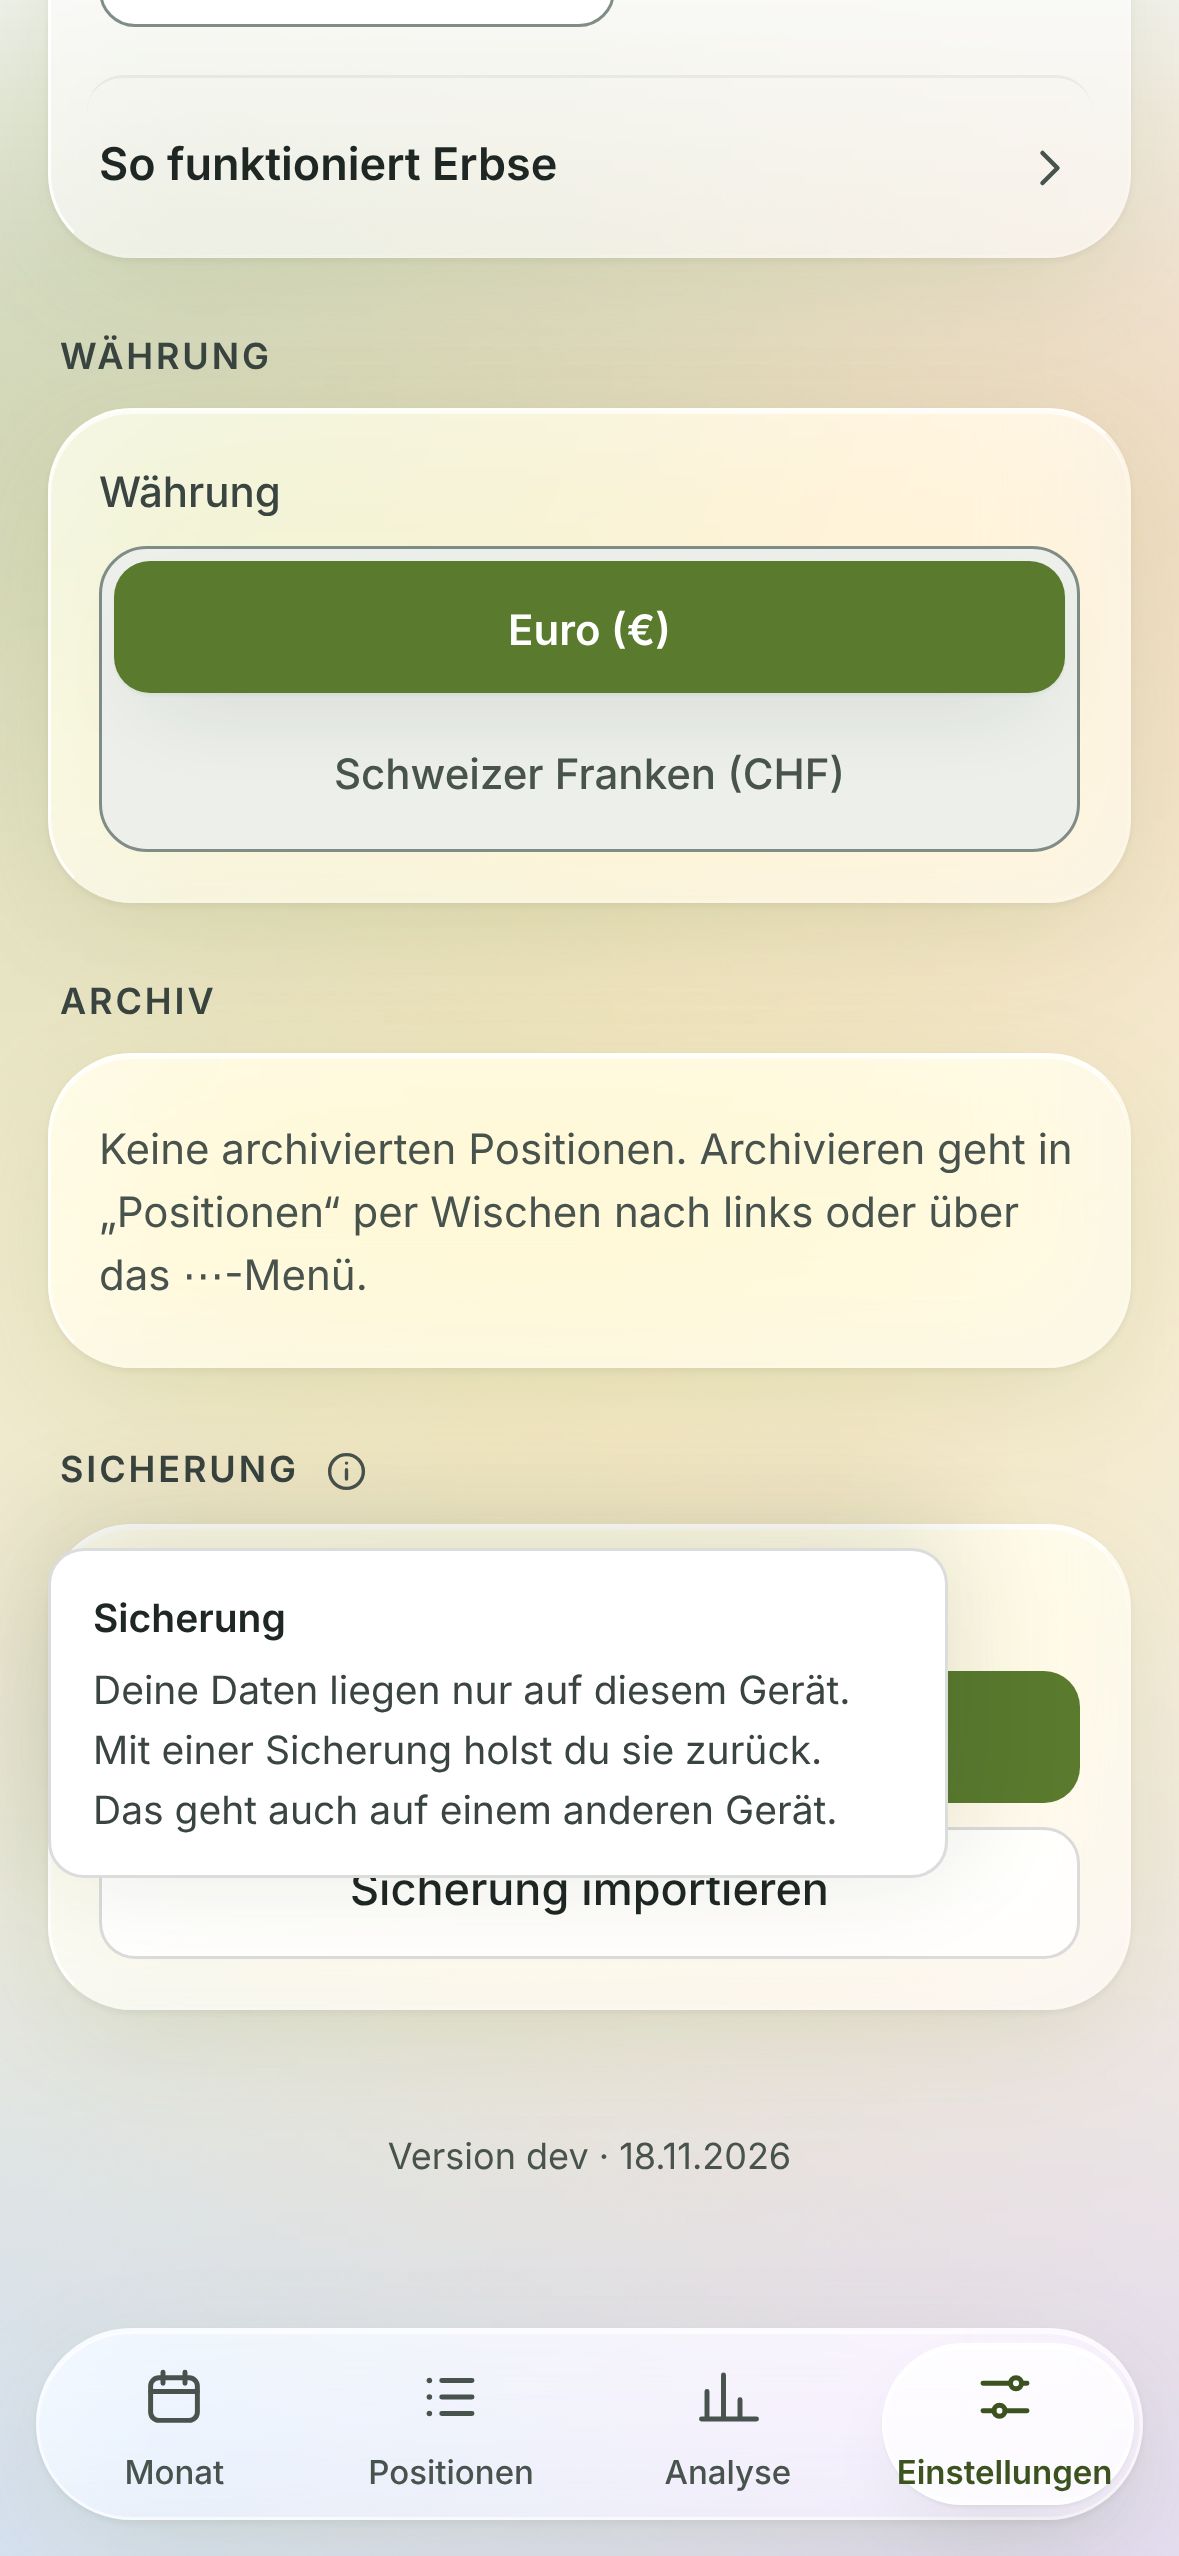 So funktioniert Erbse
WÄHRUNG
Währung
Euro (€)
Schweizer Franken (CHF)
ARCHIV
Keine archivierten Positionen. Archivieren geht in
„Positionen“ per Wischen nach links oder über
das ⋯-Menü.
SICHERUNG
Sicherung
Deine Daten liegen nur auf diesem Gerät.
Mit einer Sicherung holst du sie zurück.
Das geht auch auf einem anderen Gerät.
Sicherung importieren
Version dev · 18.11.2026
Monat
Positionen
Analyse
Einstellungen